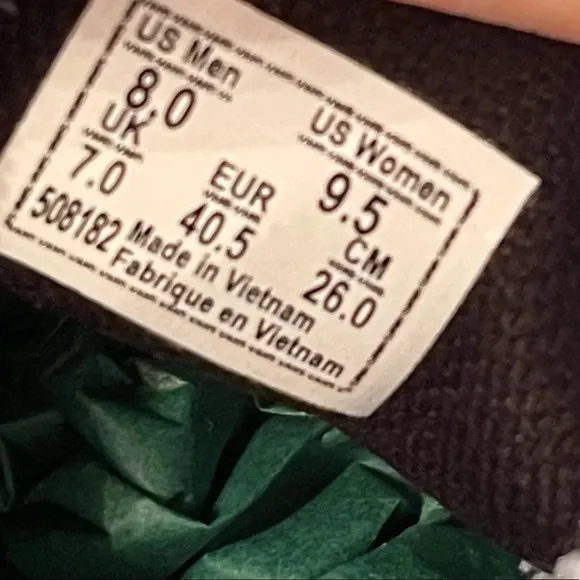 US Men
8.0
US Women
9.5
UK
7.0
EUR
40.5
CM
26.0
508182
Made in Vietnam
Fabrique en Vietnam